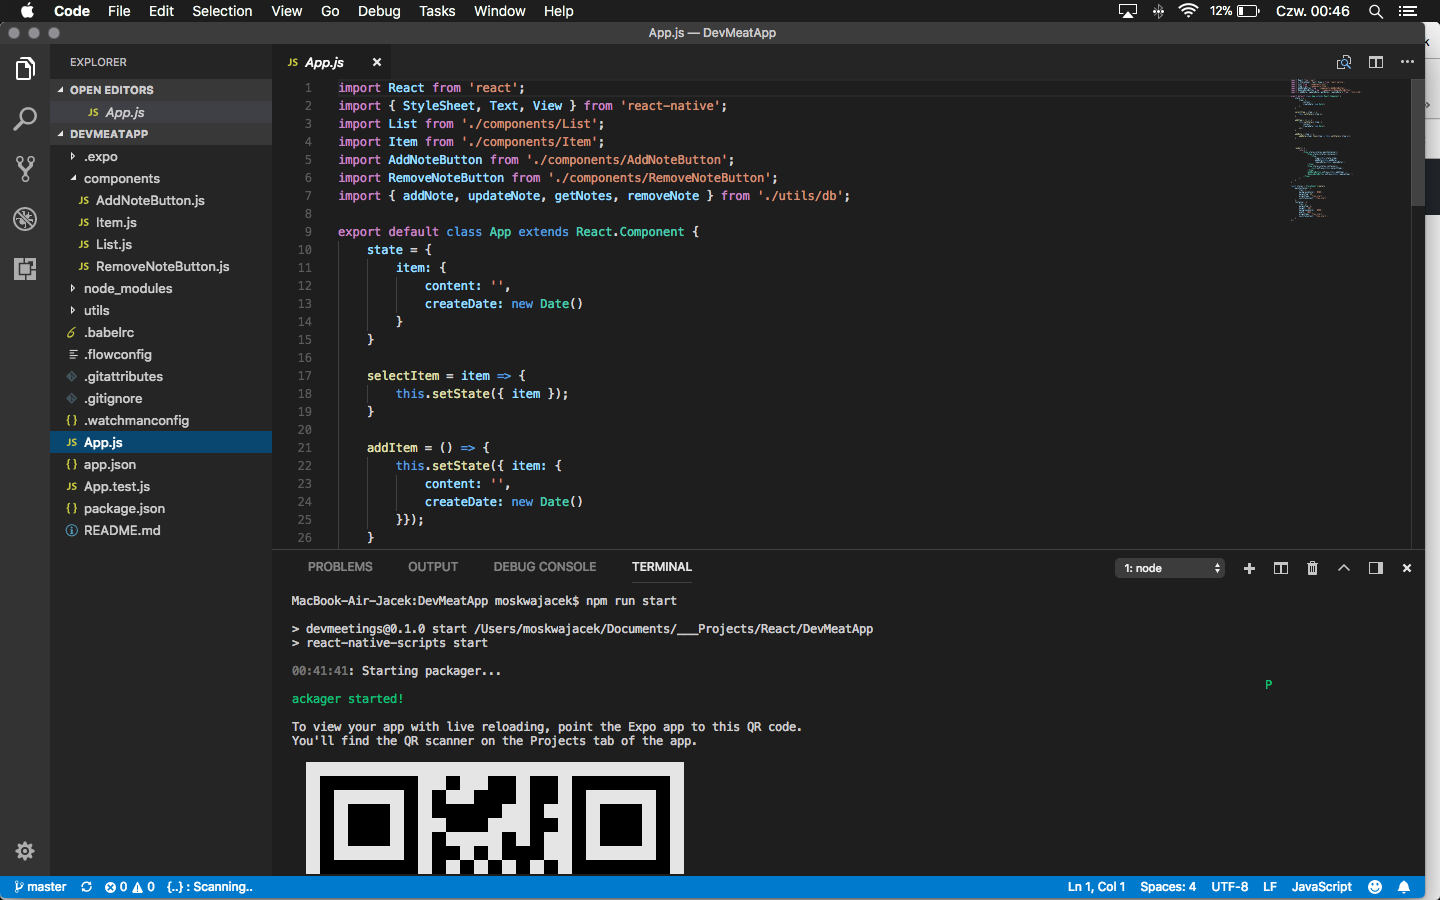 Code File Edit Selection View Go Debug Tasks Window Help 12% Czw. 00:46
App.js — DevMeatApp
EXPLORER
OPEN EDITORS
JS App.js
DEVMEATAPP
.expo
components
JS AddNoteButton.js
JS Item.js
JS List.js
JS RemoveNoteButton.js
node_modules
utils
.babelrc
.flowconfig
.gitattributes
.gitignore
{} .watchmanconfig
JS App.js
{} app.json
JS App.test.js
{} package.json
README.md
JS App.js
1 import React from 'react';
2 import { StyleSheet, Text, View } from 'react-native';
3 import List from './components/List';
4 import Item from './components/Item';
5 import AddNoteButton from './components/AddNoteButton';
6 import RemoveNoteButton from './components/RemoveNoteButton';
7 import { addNote, updateNote, getNotes, removeNote } from './utils/db';
8
9 export default class App extends React.Component {
10 state = {
11 item: {
12 content: '',
13 createDate: new Date()
14 }
15 }
16
17 selectItem = item => {
18 this.setState({ item });
19 }
20
21 addItem = () => {
22 this.setState({ item: {
23 content: '',
24 createDate: new Date()
25 }});
26 }
PROBLEMS OUTPUT DEBUG CONSOLE TERMINAL 1: node
MacBook-Air-Jacek:DevMeatApp moskwajacek$ npm run start
> devmeetings@0.1.0 start /Users/moskwajacek/Documents/___Projects/React/DevMeatApp
> react-native-scripts start
00:41:41: Starting packager...
P
ackager started!
To view your app with live reloading, point the Expo app to this QR code.
You'll find the QR scanner on the Projects tab of the app.
master 0 0 {..} : Scanning.. Ln 1, Col 1 Spaces: 4 UTF-8 LF JavaScript